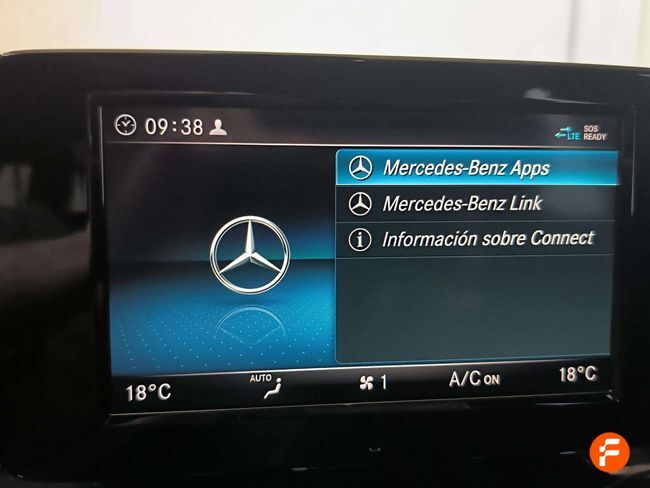 09:38
LTE
SOS
READY
Mercedes-Benz Apps
Mercedes-Benz Link
Información sobre Connect
18°C
AUTO
1
A/C ON
18°C